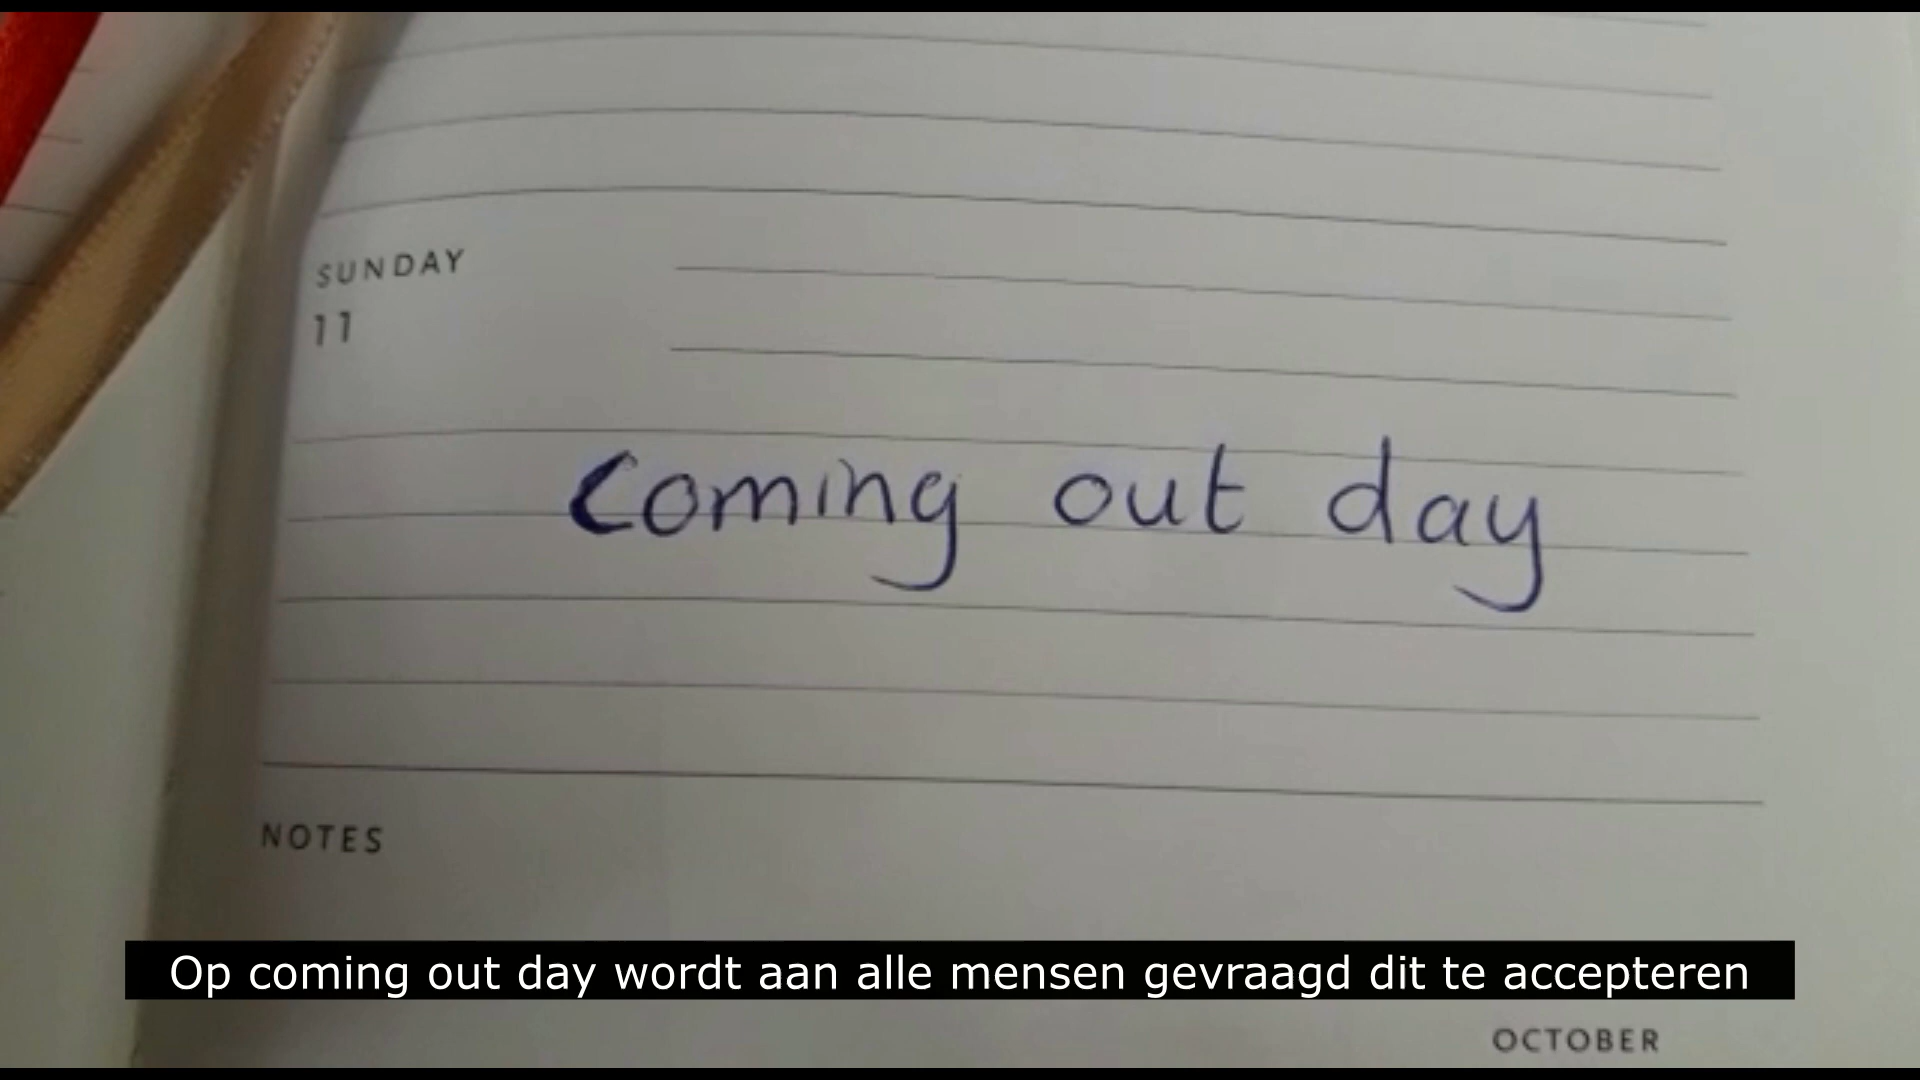 SUNDAY
11
Coming out day
NOTES
Op coming out day wordt aan alle mensen gevraagd dit te accepteren
OCTOBER